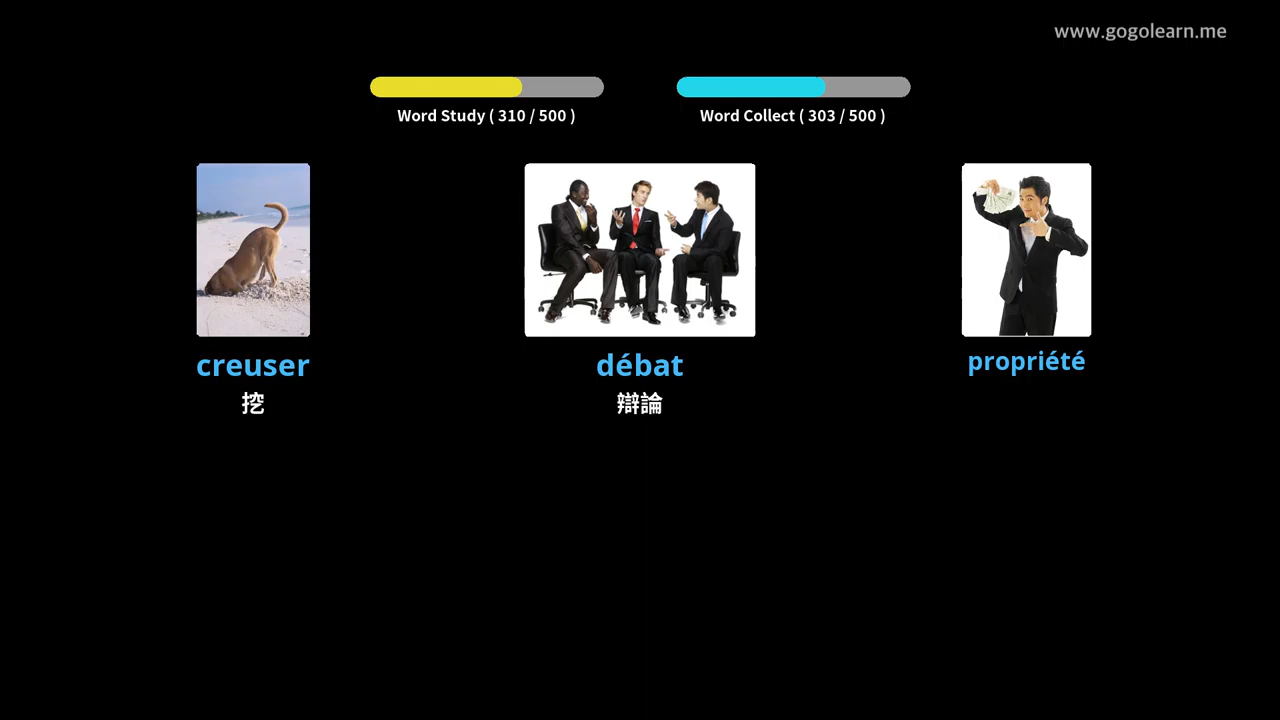 www.gogolearn.me
Word Study ( 310 / 500 )
Word Collect ( 303 / 500 )
creuser
挖
débat
辯論
propriété